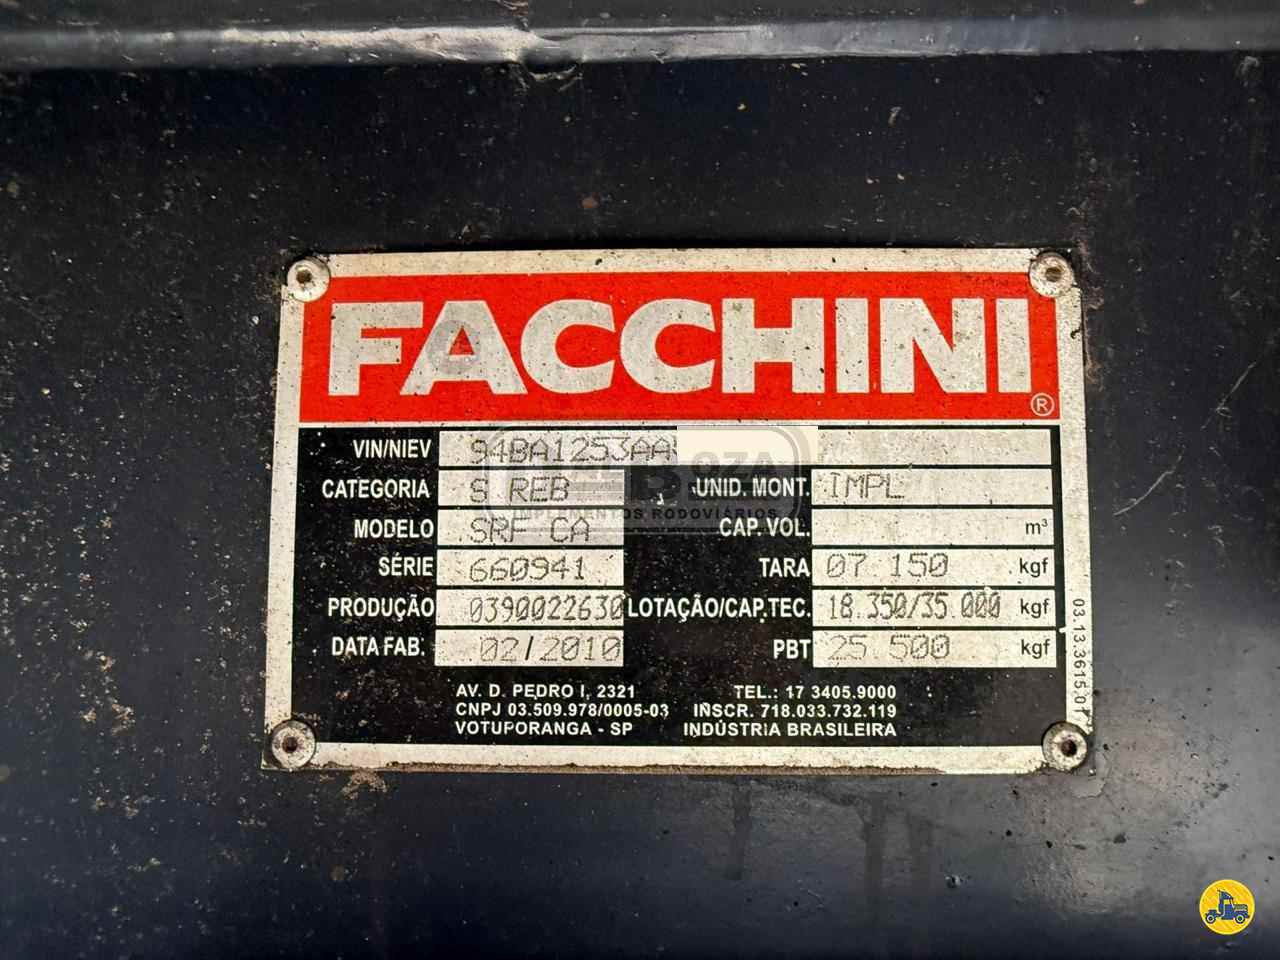 FACCHINI
®
VIN/NIEV 94BA1253AA
CATEGORIA S REB UNID. MONT. IMPL
MODELO SRF CA CAP. VOL. m³
SÉRIE 660941 TARA 07 150 kgf
PRODUÇÃO 0390022630 LOTAÇÃO/CAP.TEC. 18.350/35.000 kgf
DATA FAB. 02/2010 PBT 25 500 kgf
AV. D. PEDRO I, 2321 TEL.: 17 3405.9000
CNPJ 03.509.978/0005-03 INSCR. 718.033.732.119
VOTUPORANGA - SP INDÚSTRIA BRASILEIRA
03.13.3615.01
IMPLEMENTOS RODOVIÁRIOS